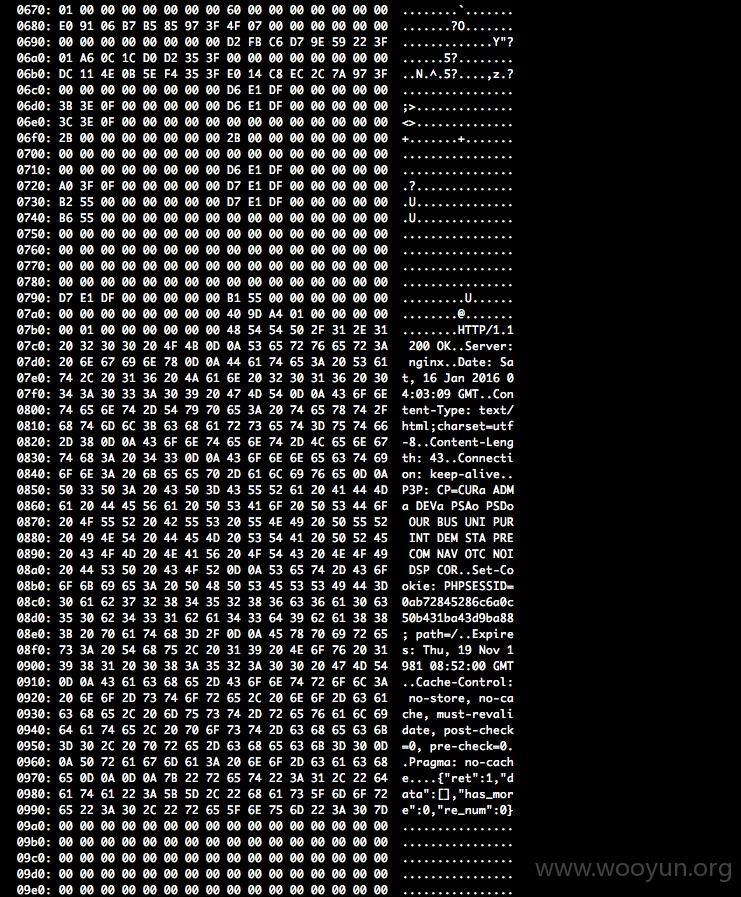 0670: 01 00 00 00 00 00 00 00 60 00 00 00 00 00 00 00 ........`.......
0680: E0 91 06 B7 B5 85 97 3F 4F 07 00 00 00 00 00 00 .......?O.......
0690: 00 00 00 00 00 00 00 00 D2 FB C6 D7 9E 59 22 3F .............Y"?
06a0: 01 A6 0C 1C D0 D2 35 3F 00 00 00 00 00 00 00 00 ......5?........
06b0: DC 11 4E 0B 5E F4 35 3F E0 14 C8 EC 2C 7A 97 3F ..N.^.5?....,z.?
06c0: 00 00 00 00 00 00 00 00 D6 E1 DF 00 00 00 00 00 ................
06d0: 3B 3E 0F 00 00 00 00 00 D6 E1 DF 00 00 00 00 00 ;>..............
06e0: 3C 3E 0F 00 00 00 00 00 00 00 00 00 00 00 00 00 <>..............
06f0: 2B 00 00 00 00 00 00 00 2B 00 00 00 00 00 00 00 +.......+.......
0700: 00 00 00 00 00 00 00 00 00 00 00 00 00 00 00 00 ................
0710: 00 00 00 00 00 00 00 00 D6 E1 DF 00 00 00 00 00 ................
0720: A0 3F 0F 00 00 00 00 00 D7 E1 DF 00 00 00 00 00 .?..............
0730: B2 55 00 00 00 00 00 00 D7 E1 DF 00 00 00 00 00 .U..............
0740: B6 55 00 00 00 00 00 00 00 00 00 00 00 00 00 00 .U..............
0750: 00 00 00 00 00 00 00 00 00 00 00 00 00 00 00 00 ................
0760: 00 00 00 00 00 00 00 00 00 00 00 00 00 00 00 00 ................
0770: 00 00 00 00 00 00 00 00 00 00 00 00 00 00 00 00 ................
0780: 00 00 00 00 00 00 00 00 00 00 00 00 00 00 00 00 ................
0790: D7 E1 DF 00 00 00 00 00 B1 55 00 00 00 00 00 00 .........U......
07a0: 00 00 00 00 00 00 00 00 40 9D A4 01 00 00 00 00 ........@.......
07b0: 00 01 00 00 00 00 00 00 48 54 54 50 2F 31 2E 31 ........HTTP/1.1
07c0: 20 32 30 30 20 4F 4B 0D 0A 53 65 72 76 65 72 3A  200 OK..Server:
07d0: 20 6E 67 69 6E 78 0D 0A 44 61 74 65 3A 20 53 61  nginx..Date: Sa
07e0: 74 2C 20 31 36 20 4A 61 6E 20 32 30 31 36 20 30 t, 16 Jan 2016 0
07f0: 34 3A 30 33 3A 30 39 20 47 4D 54 0D 0A 43 6F 6E 4:03:09 GMT..Con
0800: 74 65 6E 74 2D 54 79 70 65 3A 20 74 65 78 74 2F tent-Type: text/
0810: 68 74 6D 6C 3B 63 68 61 72 73 65 74 3D 75 74 66 html;charset=utf
0820: 2D 38 0D 0A 43 6F 6E 74 65 6E 74 2D 4C 65 6E 67 -8..Content-Leng
0830: 74 68 3A 20 34 33 0D 0A 43 6F 6E 6E 65 63 74 69 th: 43..Connecti
0840: 6F 6E 3A 20 6B 65 65 70 2D 61 6C 69 76 65 0D 0A on: keep-alive..
0850: 50 33 50 3A 20 43 50 3D 43 55 52 61 20 41 44 4D P3P: CP=CURa ADM
0860: 61 20 44 45 56 61 20 50 53 41 6F 20 50 53 44 6F a DEVa PSAo PSDo
0870: 20 4F 55 52 20 42 55 53 20 55 4E 49 20 50 55 52  OUR BUS UNI PUR
0880: 20 49 4E 54 20 44 45 4D 20 53 54 41 20 50 52 45  INT DEM STA PRE
0890: 20 43 4F 4D 20 4E 41 56 20 4F 54 43 20 4E 4F 49  COM NAV OTC NOI
08a0: 20 44 53 50 20 43 4F 52 0D 0A 53 65 74 2D 43 6F  DSP COR..Set-Co
08b0: 6F 6B 69 65 3A 20 50 48 50 53 45 53 53 49 44 3D okie: PHPSESSID=
08c0: 30 61 62 37 32 38 34 35 32 38 36 63 36 61 30 63 0ab72845286c6a0c
08d0: 35 30 62 34 33 31 62 61 34 33 64 39 62 61 38 38 50b431ba43d9ba88
08e0: 3B 20 70 61 74 68 3D 2F 0D 0A 45 78 70 69 72 65 ; path=/..Expire
08f0: 73 3A 20 54 68 75 2C 20 31 39 20 4E 6F 76 20 31 s: Thu, 19 Nov 1
0900: 39 38 31 20 30 38 3A 35 32 3A 30 30 20 47 4D 54 981 08:52:00 GMT
0910: 0D 0A 43 61 63 68 65 2D 43 6F 6E 74 72 6F 6C 3A ..Cache-Control:
0920: 20 6E 6F 2D 73 74 6F 72 65 2C 20 6E 6F 2D 63 61  no-store, no-ca
0930: 63 68 65 2C 20 6D 75 73 74 2D 72 65 76 61 6C 69 che, must-revali
0940: 64 61 74 65 2C 20 70 6F 73 74 2D 63 68 65 63 6B date, post-check
0950: 3D 30 2C 20 70 72 65 2D 63 68 65 63 6B 3D 30 0D =0, pre-check=0.
0960: 0A 50 72 61 67 6D 61 3A 20 6E 6F 2D 63 61 63 68 .Pragma: no-cach
0970: 65 0D 0A 0D 0A 7B 22 72 65 74 22 3A 31 2C 22 64 e....{"ret":1,"d
0980: 61 74 61 22 3A 5B 5D 2C 22 68 61 73 5F 6D 6F 72 ata":[],"has_mor
0990: 65 22 3A 30 2C 22 72 65 5F 6E 75 6D 22 3A 30 7D e":0,"re_num":0}
09a0: 00 00 00 00 00 00 00 00 00 00 00 00 00 00 00 00 ................
09b0: 00 00 00 00 00 00 00 00 00 00 00 00 00 00 00 00 ................
09c0: 00 00 00 00 00 00 00 00 00 00 00 00 00 00 00 00 ................
09d0: 00 00 00 00 00 00 00 00 00 00 00 00 00 00 00 00 ................
09e0: 00 00 00 00 00 00 00 00 00 00 00 00 00 00 00 00 ................
www.wooyun.org